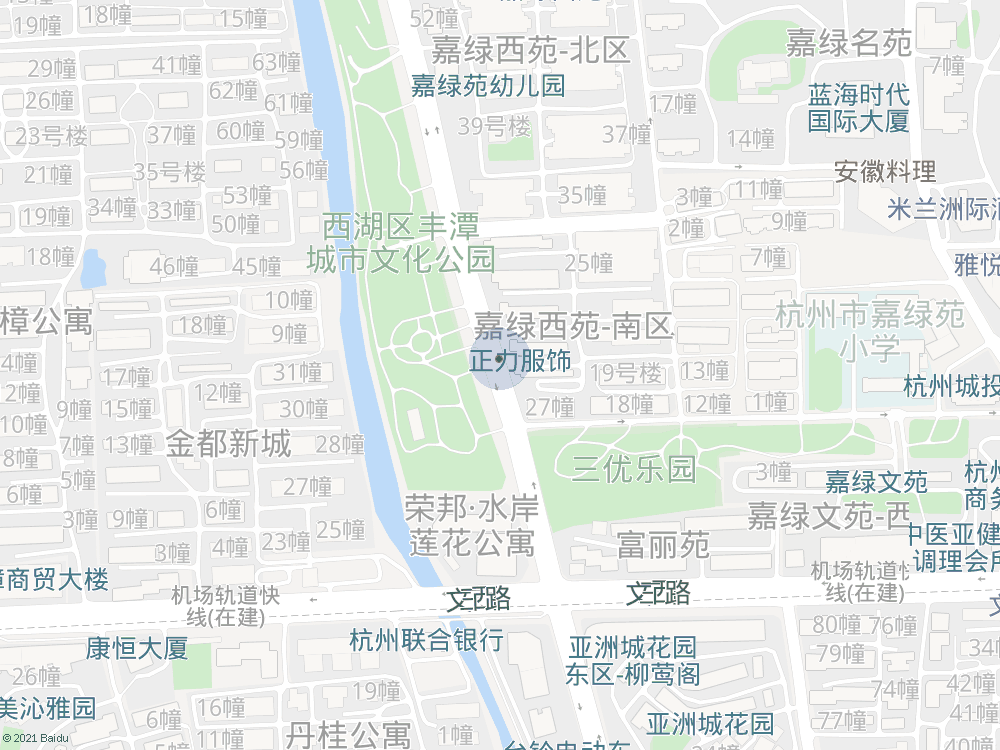 19幢
15幢
52幢
嘉绿西苑-北区
嘉绿名苑
29幢
41幢
63幢
嘉绿苑幼儿园
7幢
26幢
62幢
61幢
17幢
蓝海时代
国际大厦
23号楼
37幢
60幢
59幢
39号楼
37幢
14幢
21幢
35号楼
56幢
安徽料理
34幢
33幢
53幢
35幢
3幢
11幢
19幢
50幢
西湖区丰潭
城市文化公园
2幢
9幢
米兰洲际酒
18幢
46幢
45幢
25幢
7幢
雅悦
10幢
樟公寓
18幢
9幢
嘉绿西苑-南区
杭州市嘉绿苑
小学
4幢
17幢
31幢
正力服饰
19号楼
13幢
2幢
12幢
杭州城投
9幢
15幢
30幢
27幢
18幢
12幢
1幢
10幢
7幢
13幢
金都新城
28幢
8幢
三优乐园
3幢
嘉绿文苑
杭州
商务
6幢
27幢
3幢
9幢
6幢
荣邦·水岸
莲花公寓
嘉绿文苑-西
25幢
富丽苑
中医亚健
调理会所
3幢
4幢
23幢
商贸大楼
机场轨道快
线(在建)
机场轨道快
线(在建)
康恒大厦
杭州联合银行
亚洲城花园
东区-柳莺阁
80幢
76幢
79幢
34幢
26幢
19幢
74幢
42幢
美沁雅园
6幢
16幢
亚洲城花园
77幢
41幢
丹桂公寓
11幢
1幢
40幢
© 2021 Baidu